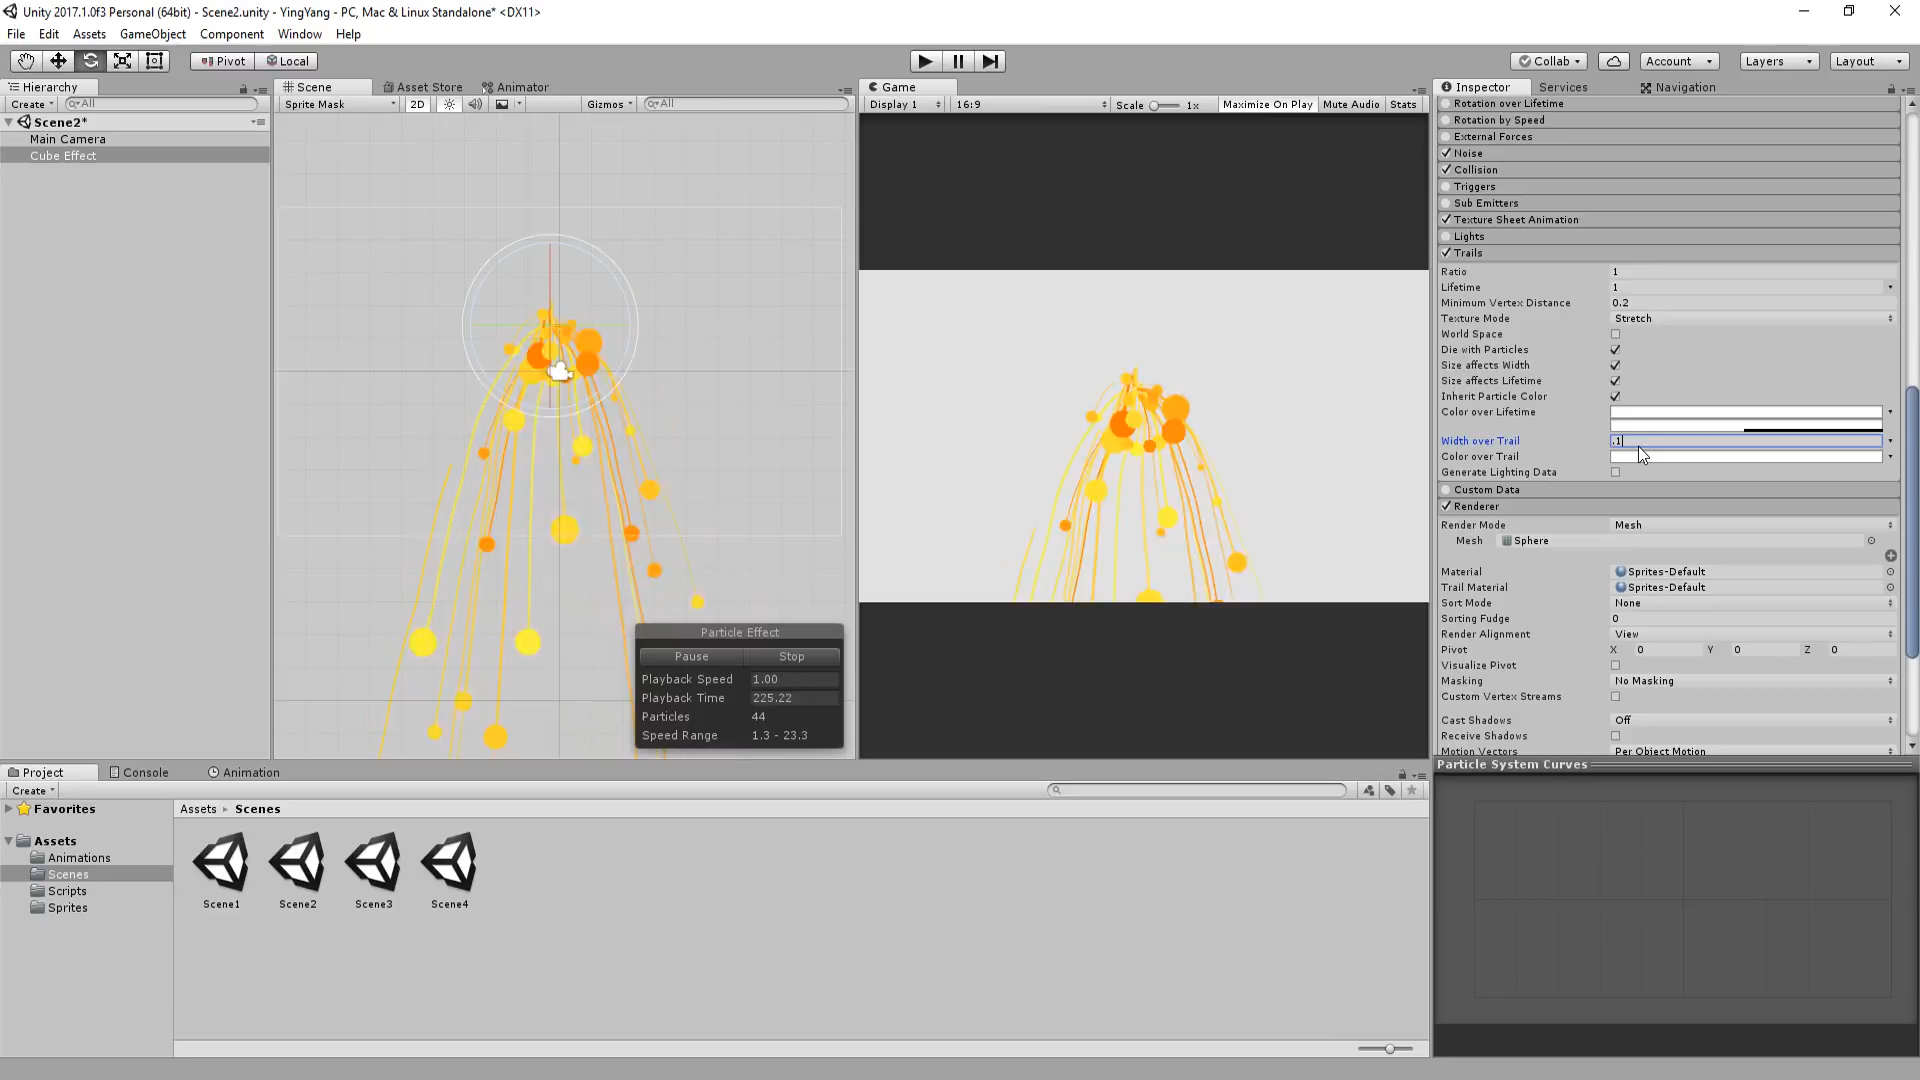 Unity 2017.1.0f3 Personal (64bit) - Scene2.unity - YingYang - PC, Mac & Linux Standalone* <DX11>
File Edit Assets GameObject Component Window Help
Pivot Local Collab Account Layers Layout
Hierarchy
Create All
Scene2*
Main Camera
Cube Effect
Scene Asset Store Animator
Sprite Mask 2D Gizmos All
Particle Effect
Pause Stop
Playback Speed 1.00
Playback Time 225.22
Particles 44
Speed Range 1.3 - 23.3
Game
Display 1 16:9 Scale 1x Maximize On Play Mute Audio Stats
Inspector Services Navigation
Rotation over Lifetime
Rotation by Speed
External Forces
Noise
Collision
Triggers
Sub Emitters
Texture Sheet Animation
Lights
Trails
Ratio 1
Lifetime 1
Minimum Vertex Distance 0.2
Texture Mode Stretch
World Space
Die with Particles
Size affects Width
Size affects Lifetime
Inherit Particle Color
Color over Lifetime
Width over Trail .1
Color over Trail
Generate Lighting Data
Custom Data
Renderer
Render Mode Mesh
Mesh Sphere
Material Sprites-Default
Trail Material Sprites-Default
Sort Mode None
Sorting Fudge 0
Render Alignment View
Pivot X 0 Y 0 Z 0
Visualize Pivot
Masking No Masking
Custom Vertex Streams
Cast Shadows Off
Receive Shadows
Motion Vectors Per Object Motion
Particle System Curves
Project Console Animation
Create
Favorites
Assets
Animations
Scenes
Scripts
Sprites
Assets Scenes
Scene1 Scene2 Scene3 Scene4